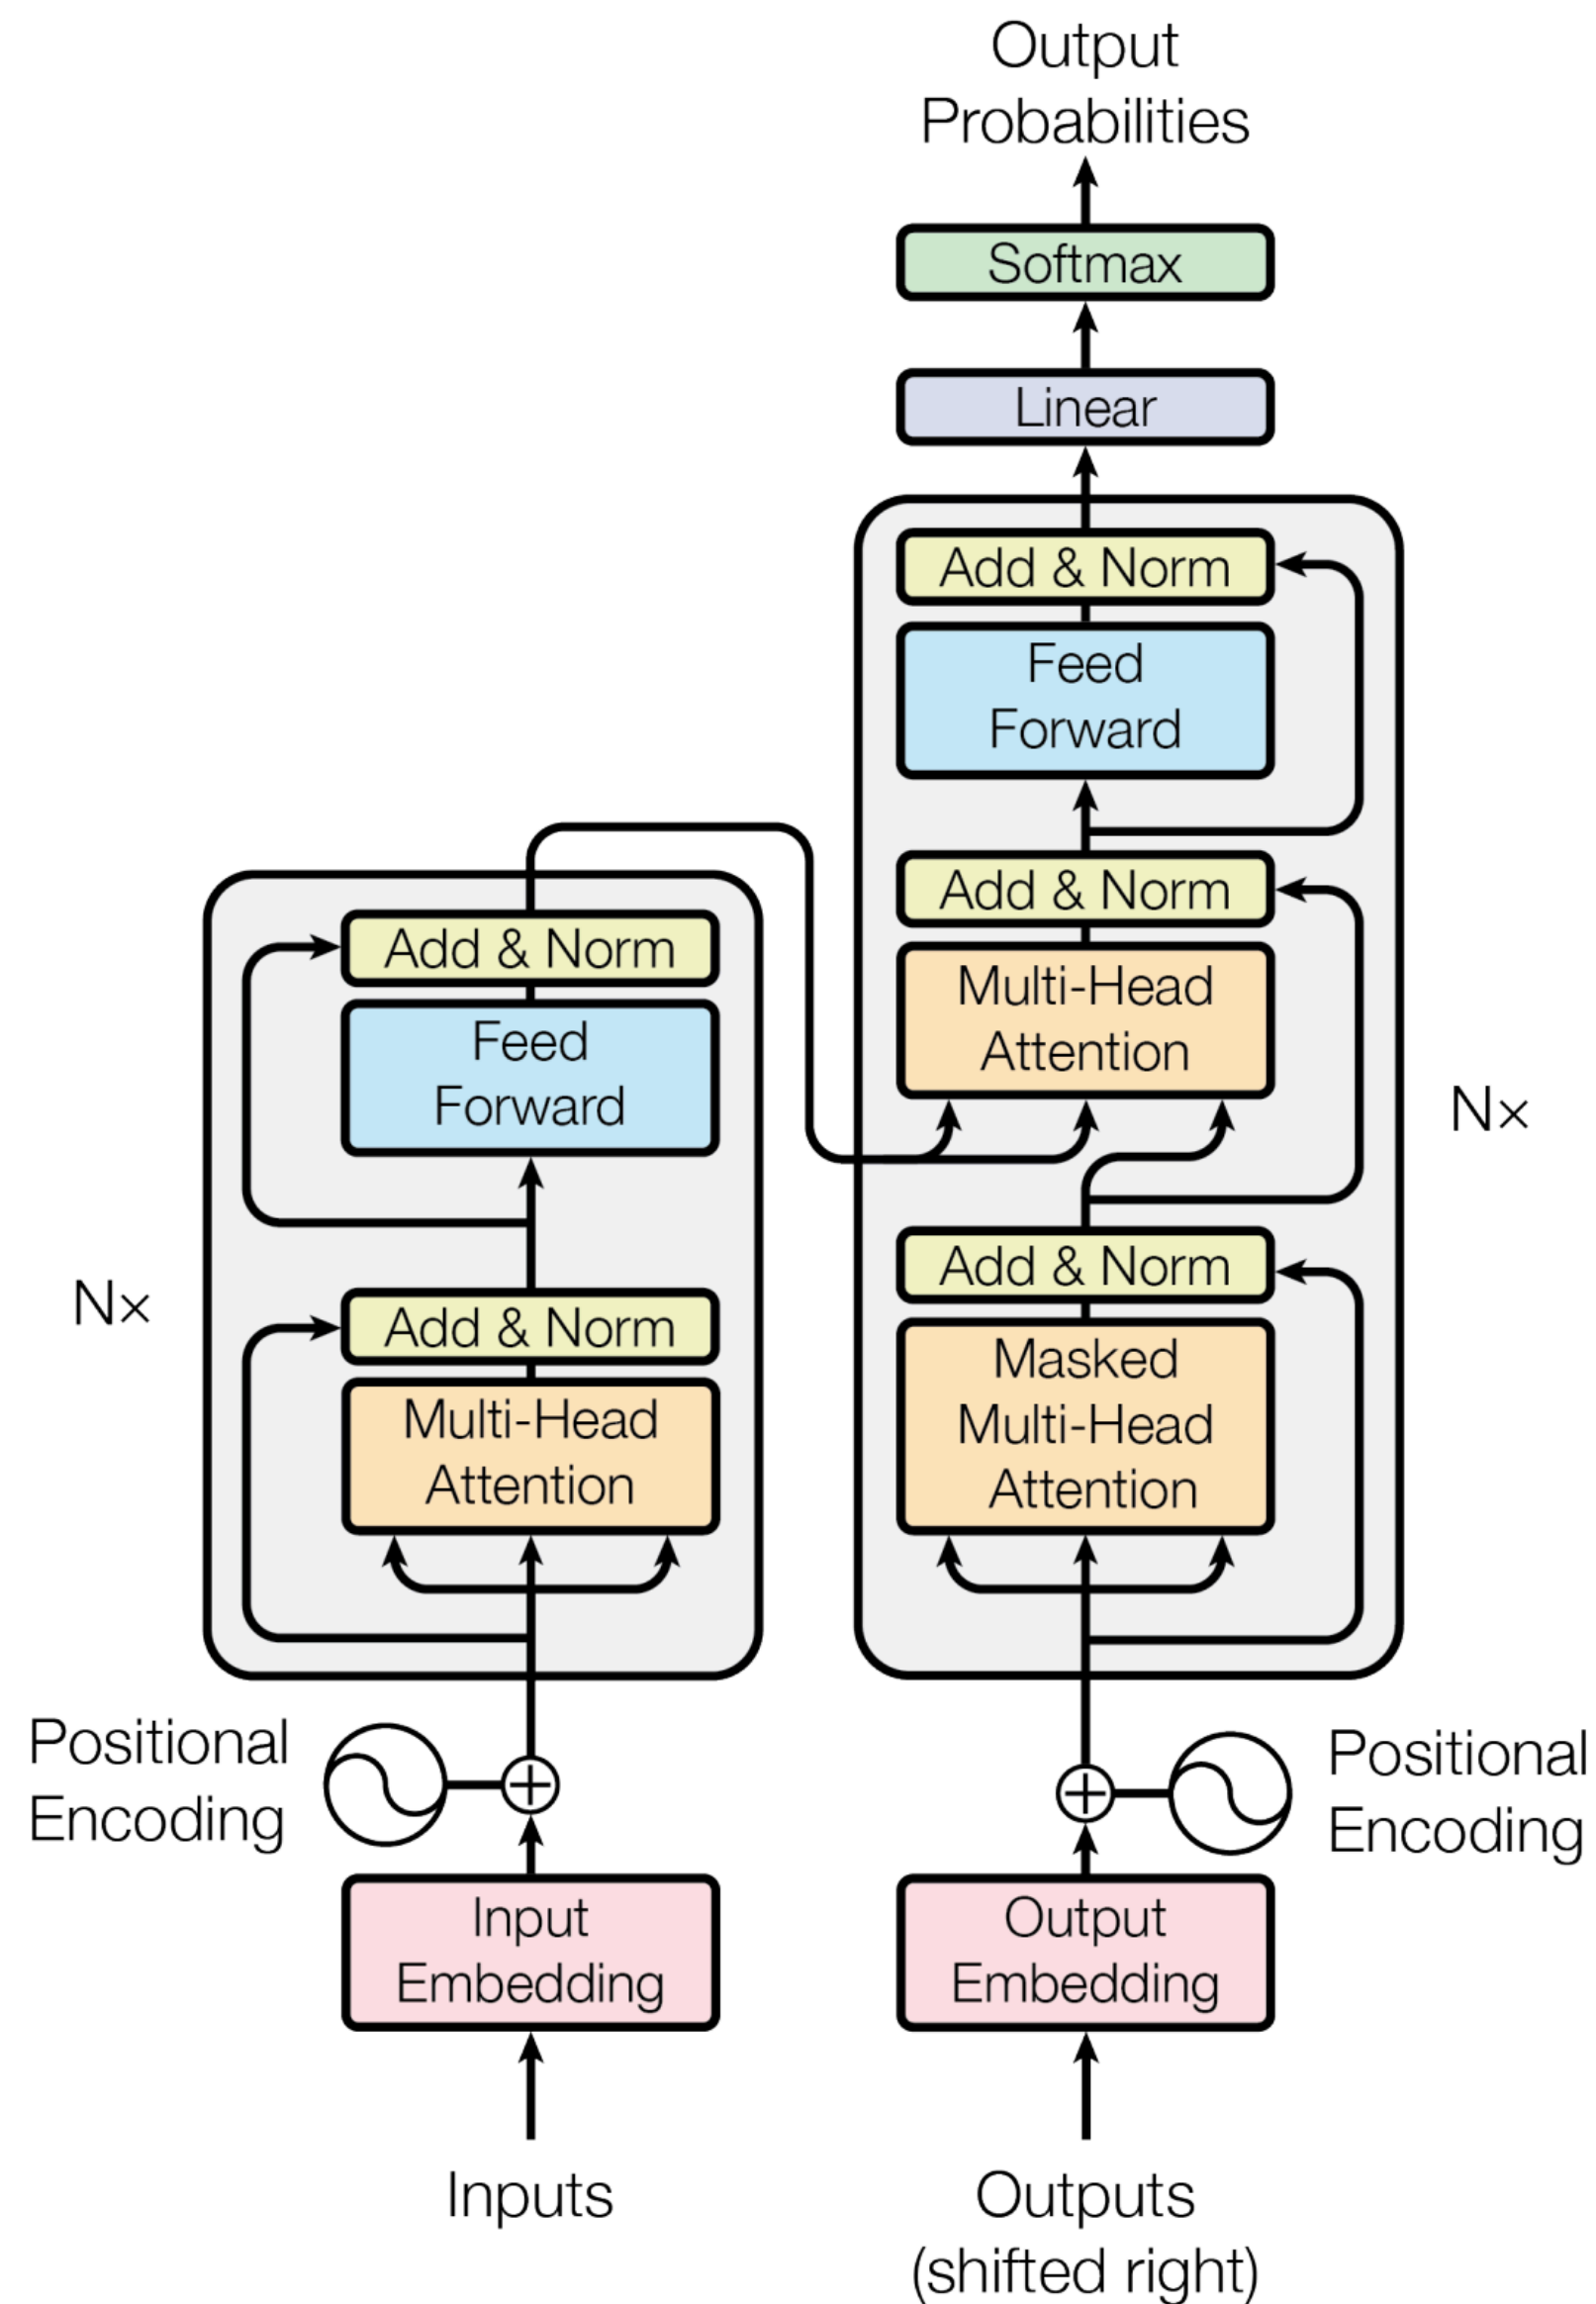 Output
Probabilities
Softmax
Linear
Add & Norm
Feed
Forward
Add & Norm
Multi-Head
Attention
Add & Norm
Masked
Multi-Head
Attention
N×
Add & Norm
Feed
Forward
Add & Norm
Multi-Head
Attention
N×
Positional
Encoding
Positional
Encoding
Input
Embedding
Output
Embedding
Inputs
Outputs
(shifted right)